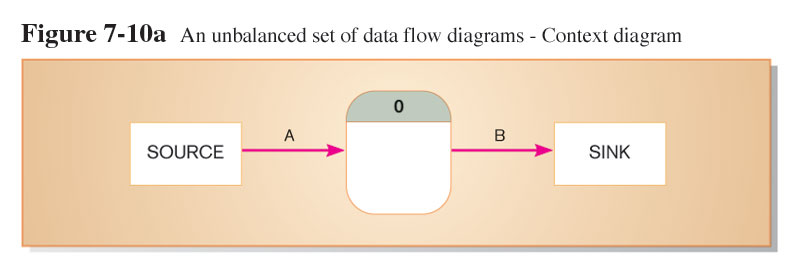 Figure 7-10a An unbalanced set of data flow diagrams - Context diagram
0
A
B
SOURCE
SINK